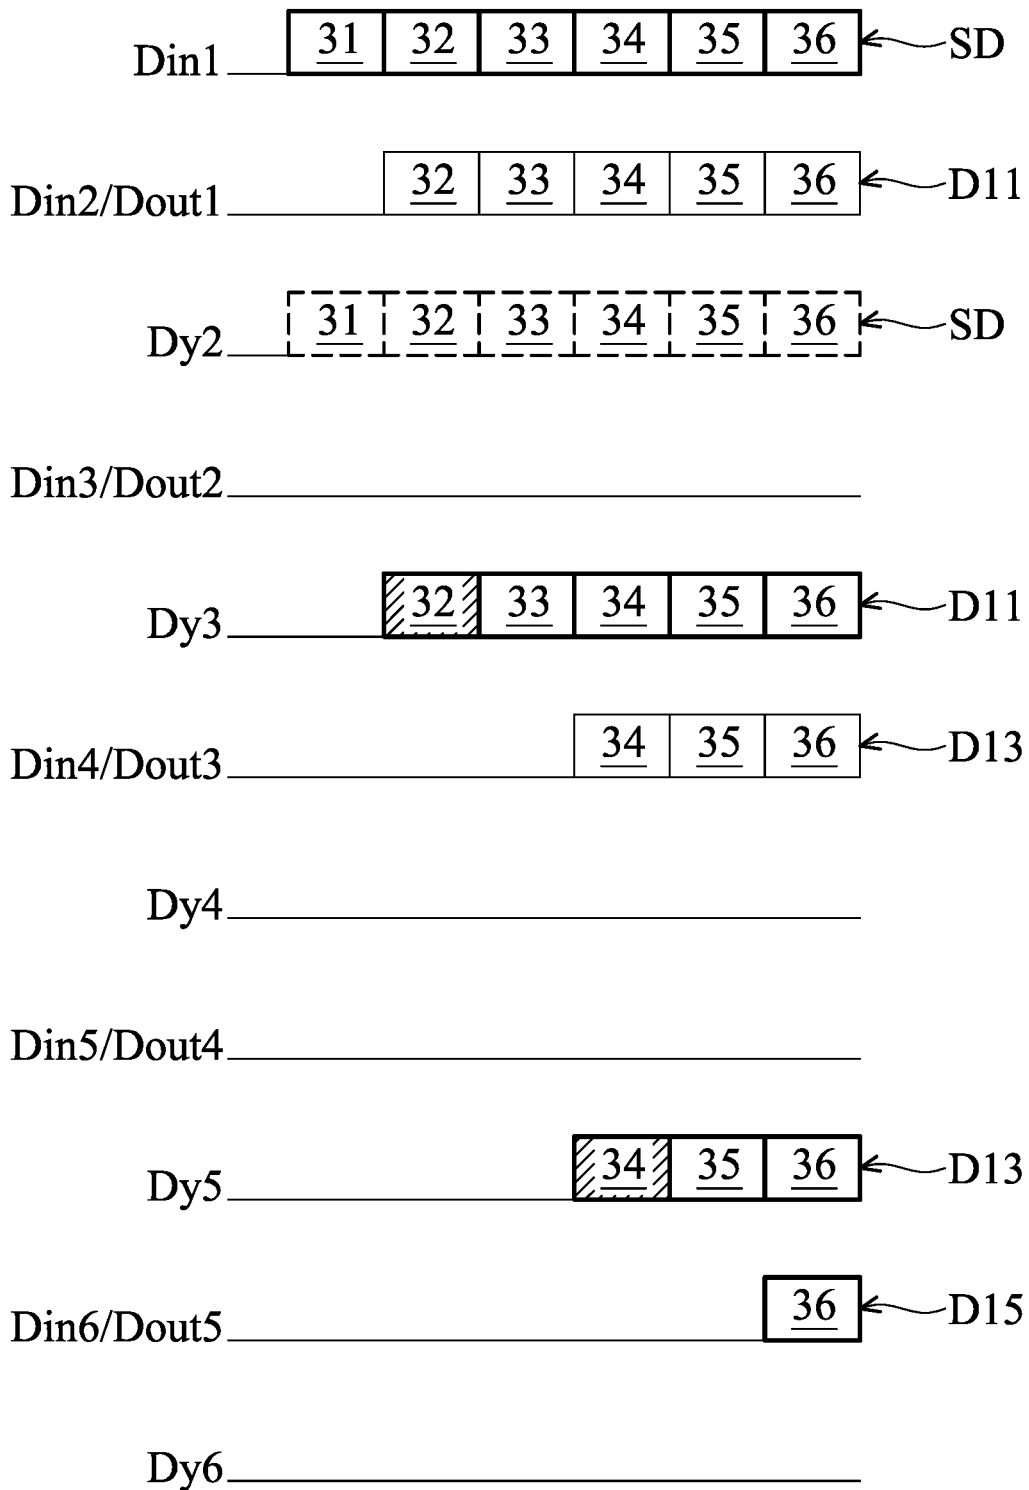 Din1 31 32 33 34 35 36 SD
Din2/Dout1 32 33 34 35 36 D11
Dy2 31 32 33 34 35 36 SD
Din3/Dout2
Dy3 32 33 34 35 36 D11
Din4/Dout3 34 35 36 D13
Dy4
Din5/Dout4
Dy5 34 35 36 D13
Din6/Dout5 36 D15
Dy6